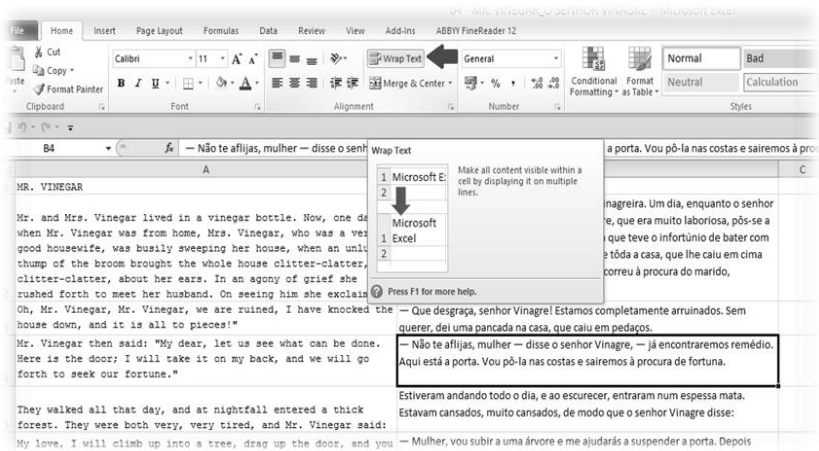 04 - MR. VINEGAR_O SENHOR VINAGRE - Microsoft Excel
File Home Insert Page Layout Formulas Data Review View Add-Ins ABBYY FineReader 12
Cut
Copy
Format Painter
Clipboard
Calibri 11 A A
B I U A
Font
Wrap Text
Merge & Center
Alignment
General
% ,
Number
Conditional Formatting
Format as Table
Normal Bad
Neutral Calculation
Styles
B4 fx — Não te aflijas, mulher — disse o senh a porta. Vou pô-la nas costas e sairemos à pro
Wrap Text
1 Microsoft E
2
Microsoft
1 Excel
2
Make all content visible within a
cell by displaying it on multiple
lines.
Press F1 for more help.
A C
MR. VINEGAR
Mr. and Mrs. Vinegar lived in a vinegar bottle. Now, one da
when Mr. Vinegar was from home, Mrs. Vinegar, who was a ver
good housewife, was busily sweeping her house, when an unlu
thump of the broom brought the whole house clitter-clatter,
clitter-clatter, about her ears. In an agony of grief she
rushed forth to meet her husband. On seeing him she exclaim
inagreira. Um dia, enquanto o senhor
re, que era muito laboriosa, pôs-se a
que teve o infortúnio de bater com
e tôda a casa, que lhe caiu em cima
correu à procura do marido,
Oh, Mr. Vinegar, Mr. Vinegar, we are ruined, I have knocked the
house down, and it is all to pieces!"
— Que desgraça, senhor Vinagre! Estamos completamente arruinados. Sem
querer, dei uma pancada na casa, que caiu em pedaços.
Mr. Vinegar then said: "My dear, let us see what can be done.
Here is the door; I will take it on my back, and we will go
forth to seek our fortune."
— Não te aflijas, mulher — disse o senhor Vinagre, — já encontraremos remédio.
Aqui está a porta. Vou pô-la nas costas e sairemos à procura de fortuna.
They walked all that day, and at nightfall entered a thick
forest. They were both very, very tired, and Mr. Vinegar said:
Estiveram andando todo o dia, e ao escurecer, entraram num espessa mata.
Estavam cansados, muito cansados, de modo que o senhor Vinagre disse:
My love, I will climb up into a tree, drag up the door, and you
— Mulher, vou subir a uma árvore e me ajudarás a suspender a porta. Depois